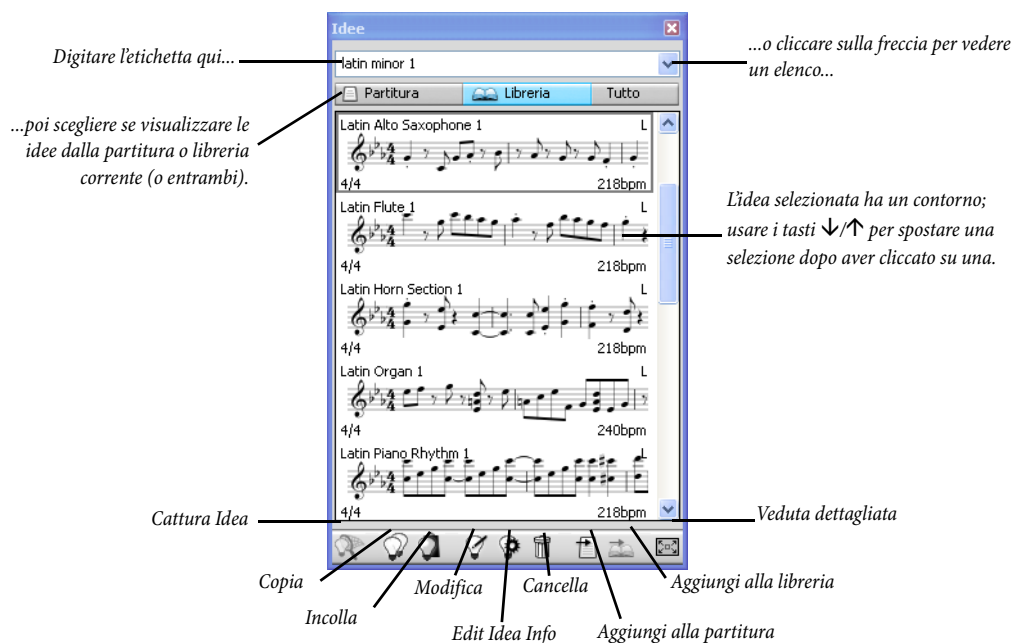 Idee
Digitare l'etichetta qui...
latin minor 1
...o cliccare sulla freccia per vedere
un elenco...
Partitura
Libreria
Tutto
...poi scegliere se visualizzare le
idee dalla partitura o libreria
corrente (o entrambi).
Latin Alto Saxophone 1 L
4/4 218bpm
Latin Flute 1 L
4/4 218bpm
L'idea selezionata ha un contorno;
usare i tasti ↓/↑ per spostare una
selezione dopo aver cliccato su una.
Latin Horn Section 1 L
4/4 218bpm
Latin Organ 1 L
4/4 240bpm
Latin Piano Rhythm 1 L
4/4 218bpm
Cattura Idea
Veduta dettagliata
Copia
Incolla
Modifica
Edit Idea Info
Cancella
Aggiungi alla partitura
Aggiungi alla libreria